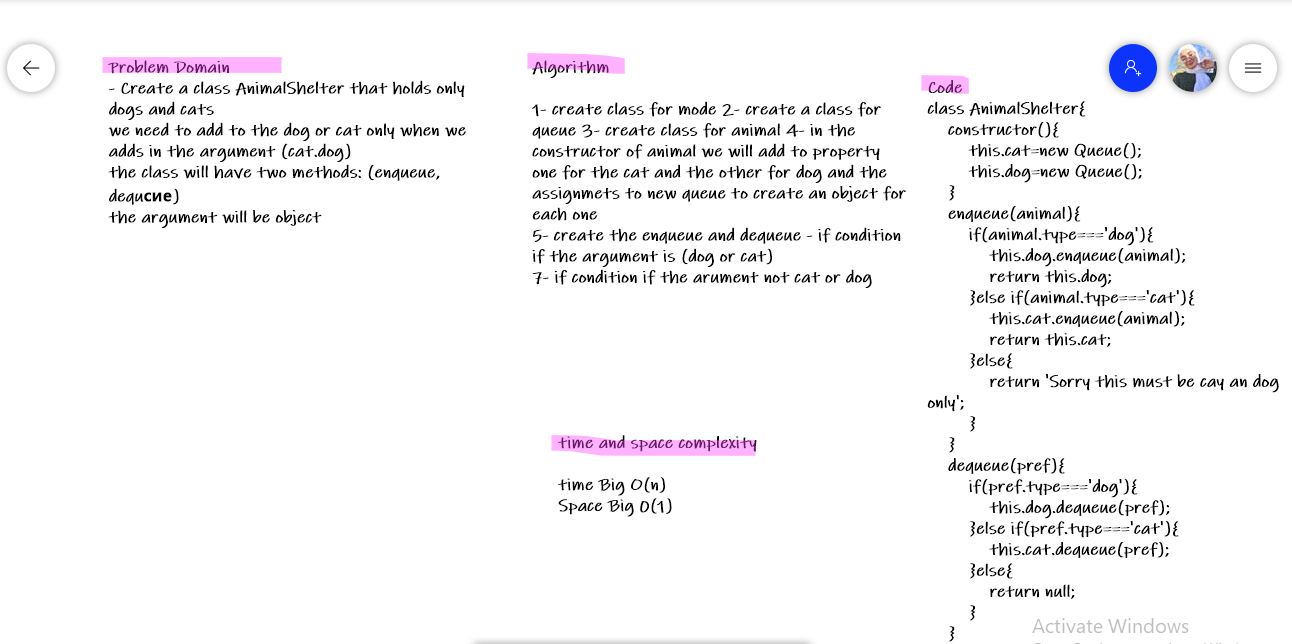 Problem Domain
- Create a class AnimalShelter that holds only
dogs and cats
we need to add to the dog or cat only when we
adds in the argument (cat.dog)
the class will have two methods: (enqueue,
dequcue)
the argument will be object
Algorithm
1- create class for mode 2- create a class for
queue 3- create class for animal 4- in the
constructor of animal we will add to property
one for the cat and the other for dog and the
assignmets to new queue to create an object for
each one
5- create the enqueue and dequeue - if condition
if the argument is (dog or cat)
7- if condition if the arument not cat or dog
time and space complexity
time Big O(n)
Space Big O(1)
Code
class AnimalShelter{
constructor(){
this.cat=new Queue();
this.dog=new Queue();
}
enqueue(animal){
if(animal.type==='dog'){
this.dog.enqueue(animal);
return this.dog;
}else if(animal.type==='cat'){
this.cat.enqueue(animal);
return this.cat;
}else{
return 'Sorry this must be cay an dog
only';
}
}
dequeue(pref){
if(pref.type==='dog'){
this.dog.dequeue(pref);
}else if(pref.type==='cat'){
this.cat.dequeue(pref);
}else{
return null;
}
}
Activate Windows